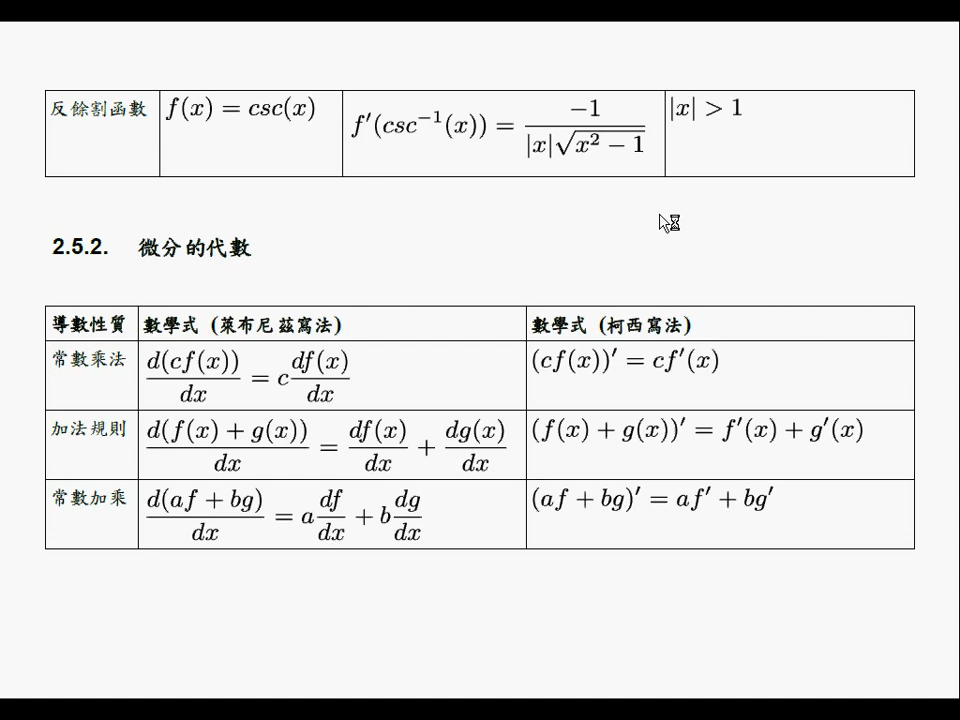 反餘割函數 f(x) = csc(x) f′(csc⁻¹(x)) = -1 / (|x|√(x² − 1)) |x| > 1
2.5.2. 微分的代數
導數性質 數學式 (萊布尼茲寫法) 數學式 (柯西寫法)
常數乘法 d(cf(x))/dx = c df(x)/dx (cf(x))′ = cf′(x)
加法規則 d(f(x) + g(x))/dx = df(x)/dx + dg(x)/dx (f(x) + g(x))′ = f′(x) + g′(x)
常數加乘 d(af + bg)/dx = a df/dx + b dg/dx (af + bg)′ = af′ + bg′